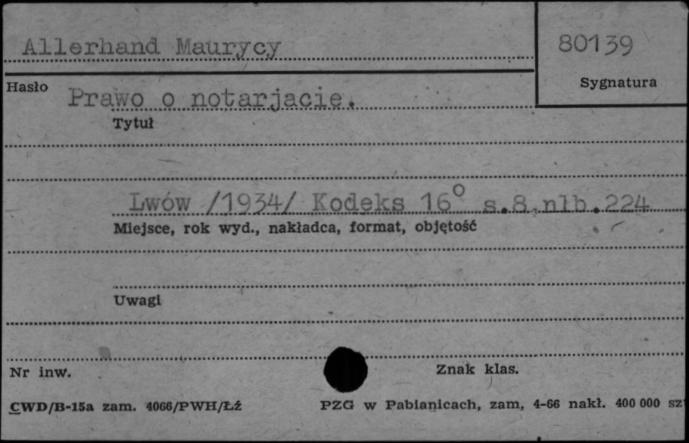 Allerhand Maurycy
80139
Hasło
Sygnatura
Prawo o notarjacie.
Tytuł
Lwów /1934/ Kodeks 16° s.8,nlb.224
Miejsce, rok wyd., nakładca, format, objętość
Uwagi
Nr inw.
Znak klas.
CWD/B-15a zam. 4066/PWH/Łź
PZG w Pabianicach, zam, 4-66 nakł. 400 000 sz